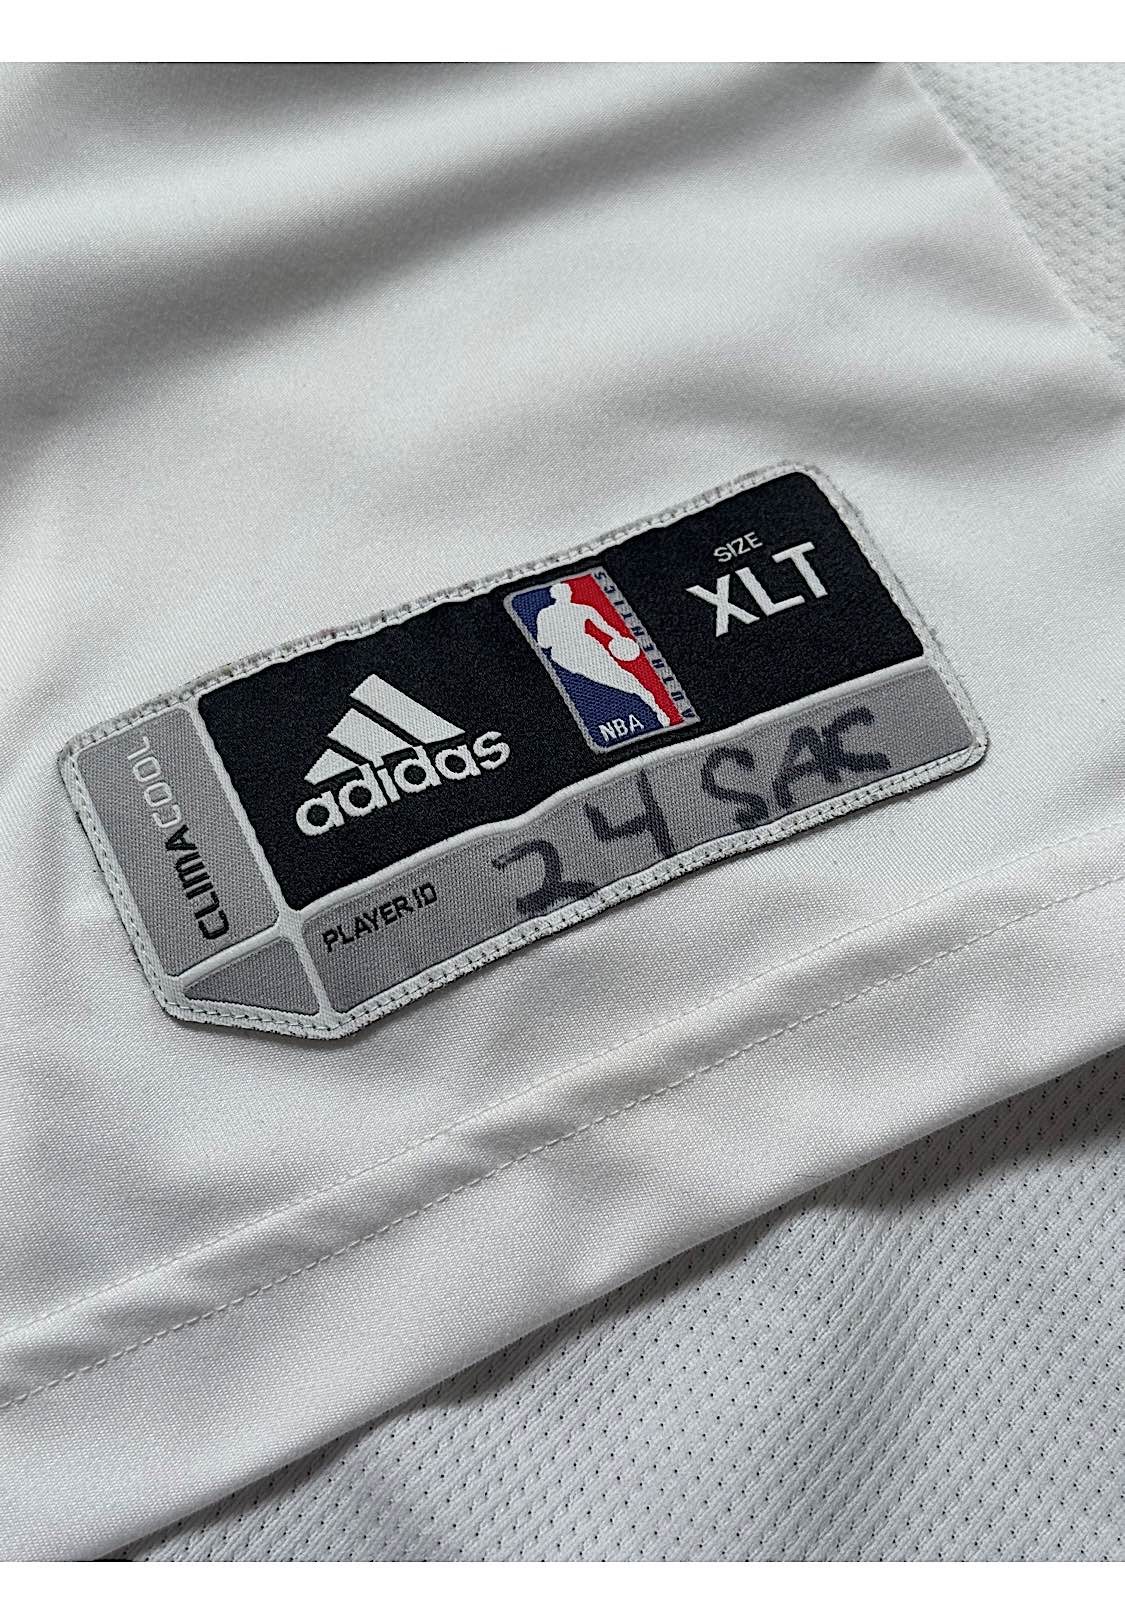 CLIMACOOL
adidas
NBA
AUTHENTICS
SIZE
XLT
PLAYER ID
24 SAC